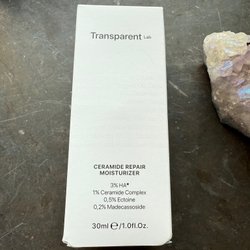 Transparent Lab
CERAMIDE REPAIR
MOISTURIZER
3% HA⁴
1% Ceramide Complex
0,5% Ectoine
0,2% Madecassoside
30ml ℮/1.0fl.Oz.